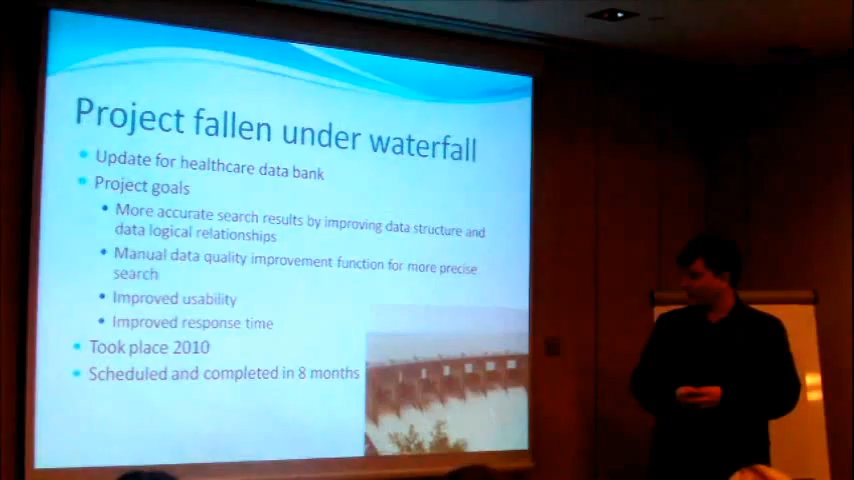 Project fallen under waterfall
Update for healthcare data bank
Project goals
More accurate search results by improving data structure and
data logical relationships
Manual data quality improvement function for more precise
search
Improved usability
Improved response time
Took place 2010
Scheduled and completed in 8 months